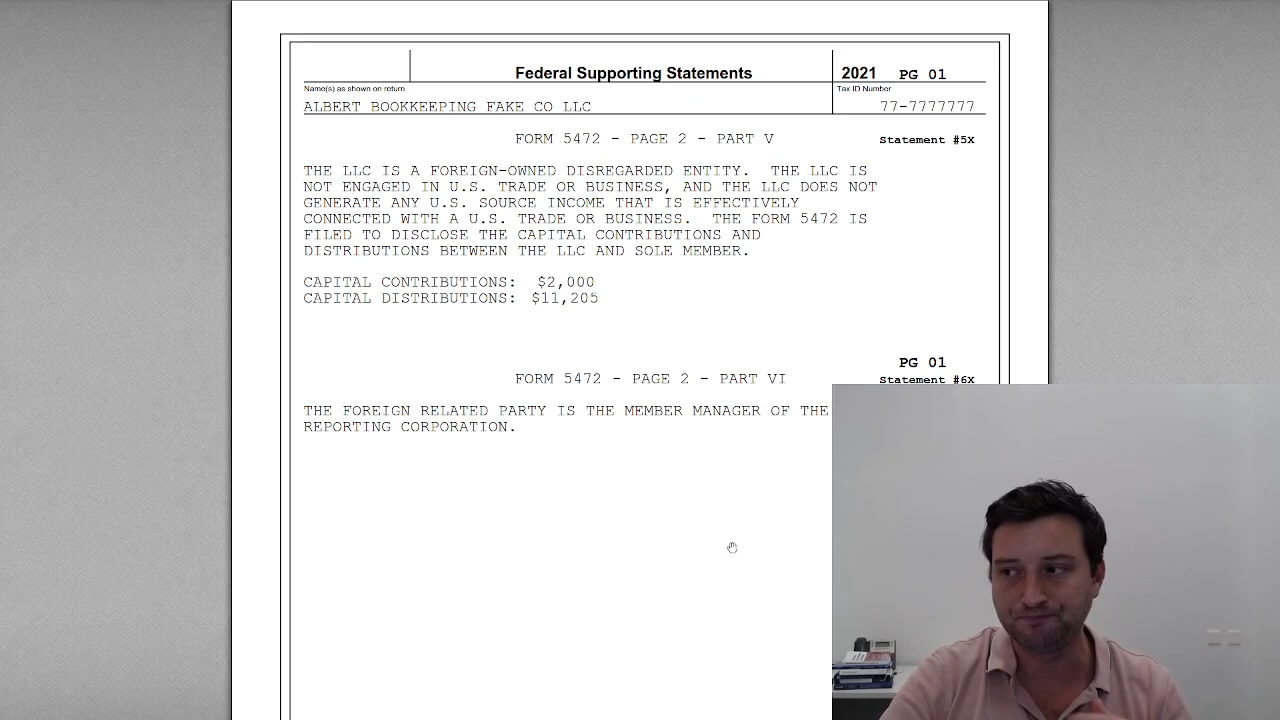 Federal Supporting Statements
2021 PG 01
Name(s) as shown on return
Tax ID Number
ALBERT BOOKKEEPING FAKE CO LLC
77-7777777
FORM 5472 - PAGE 2 - PART V
Statement #5X
THE LLC IS A FOREIGN-OWNED DISREGARDED ENTITY. THE LLC IS
NOT ENGAGED IN U.S. TRADE OR BUSINESS, AND THE LLC DOES NOT
GENERATE ANY U.S. SOURCE INCOME THAT IS EFFECTIVELY
CONNECTED WITH A U.S. TRADE OR BUSINESS. THE FORM 5472 IS
FILED TO DISCLOSE THE CAPITAL CONTRIBUTIONS AND
DISTRIBUTIONS BETWEEN THE LLC AND SOLE MEMBER.
CAPITAL CONTRIBUTIONS: $2,000
CAPITAL DISTRIBUTIONS: $11,205
PG 01
FORM 5472 - PAGE 2 - PART VI
Statement #6X
THE FOREIGN RELATED PARTY IS THE MEMBER MANAGER OF THE
REPORTING CORPORATION.